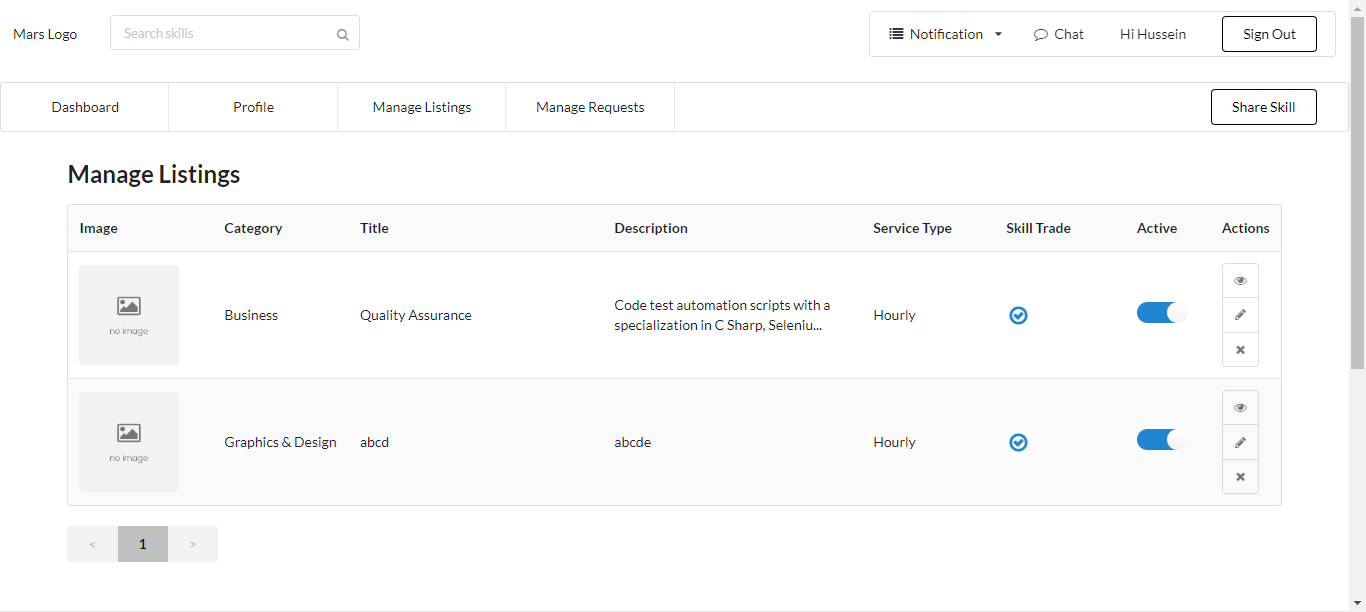 Mars Logo
Search skills
Notification
Chat
Hi Hussein
Sign Out
Dashboard
Profile
Manage Listings
Manage Requests
Share Skill
Manage Listings
Image Category Title Description Service Type Skill Trade Active Actions
no image
Business
Quality Assurance
Code test automation scripts with a
specialization in C Sharp, Seleniu...
Hourly
no image
Graphics & Design
abcd
abcde
Hourly
< 1 >